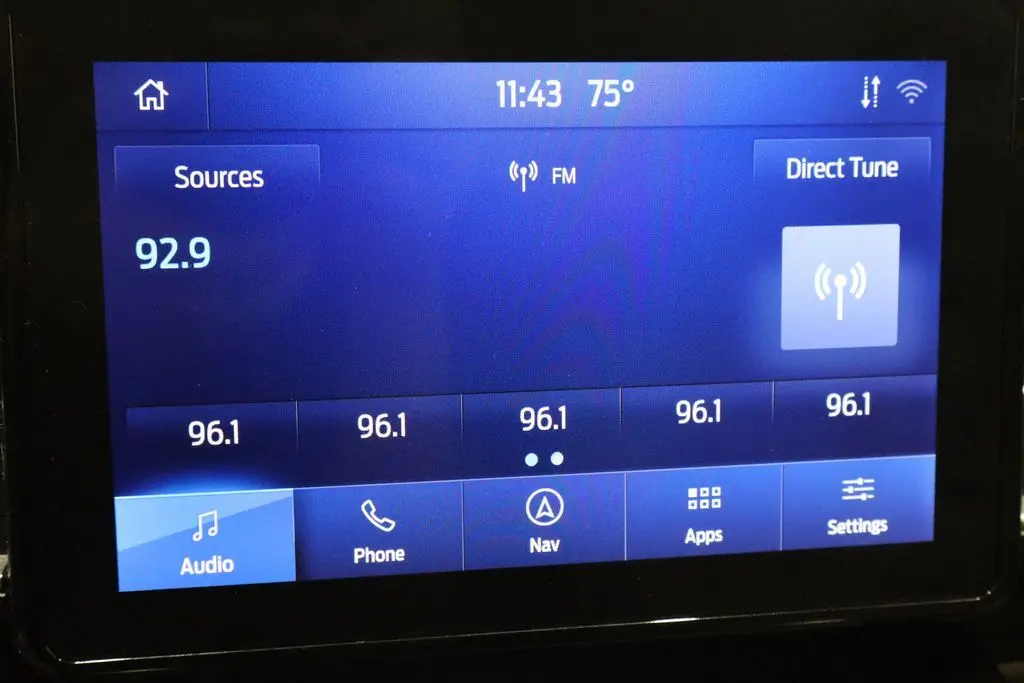 11:43 75°
Sources FM Direct Tune
92.9
96.1 96.1 96.1 96.1 96.1
Audio Phone Nav Apps Settings